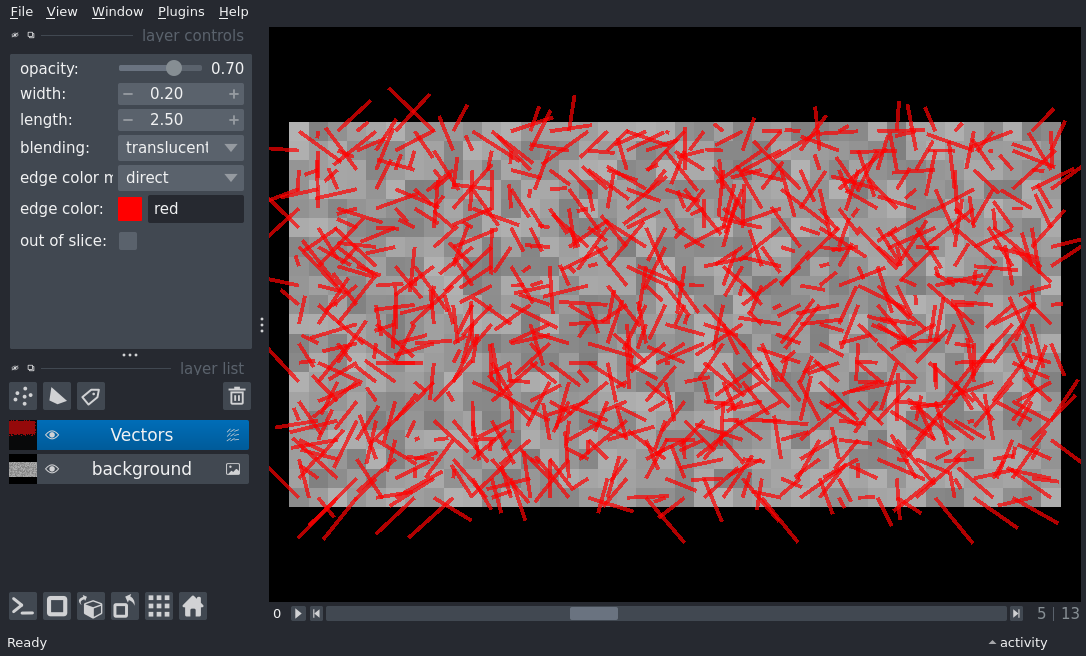 File View Window Plugins Help
layer controls
opacity: 0.70
width: − 0.20 +
length: − 2.50 +
blending: translucent
edge color m direct
edge color: red
out of slice:
layer list
Vectors
background
0 5 | 13
Ready activity